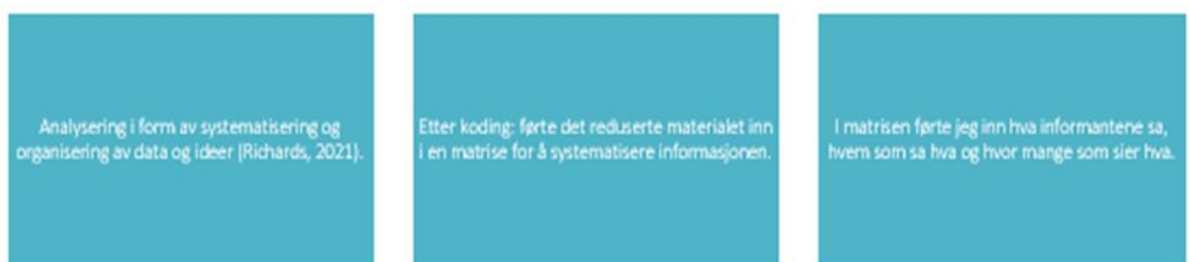 Analysering i form av systematisering og
organisering av data og ideer (Richards, 2021).
Etter koding: førte det reduserte materialet inn
i en matrise for å systematisere informasjonen.
I matrisen førte jeg inn hva informantene sa,
hvem som sa hva og hvor mange som sier hva.